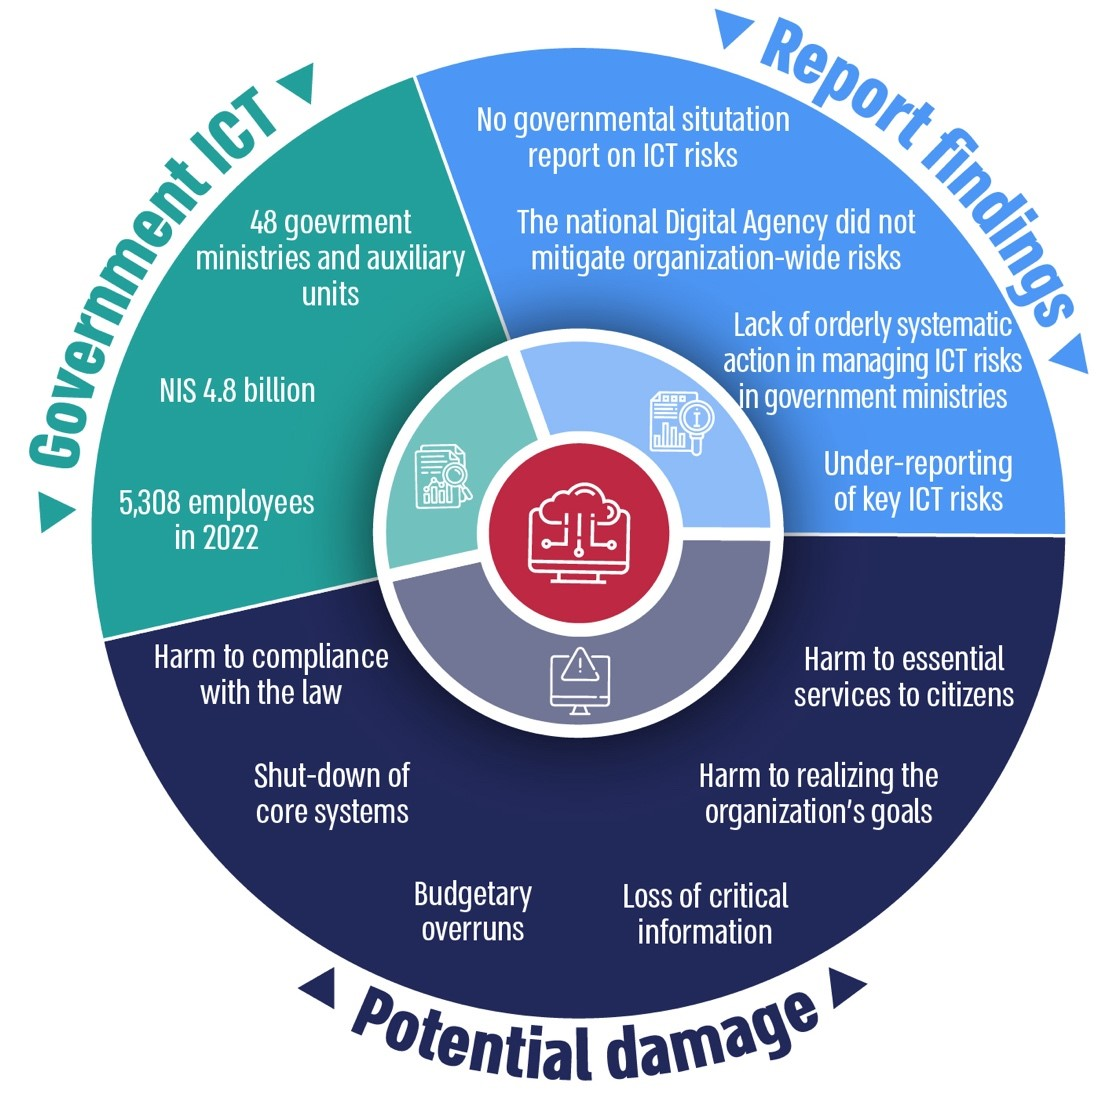 Government ICT
48 goevrment
ministries and auxiliary
units
NIS 4.8 billion
5,308 employees
in 2022
Report findings
No governmental situtation
report on ICT risks
The national Digital Agency did not
mitigate organization-wide risks
Lack of orderly systematic
action in managing ICT risks
in government ministries
Under-reporting
of key ICT risks
Harm to compliance
with the law
Shut-down of
core systems
Budgetary
overruns
Loss of critical
information
Harm to realizing the
organization's goals
Harm to essential
services to citizens
Potential damage
i